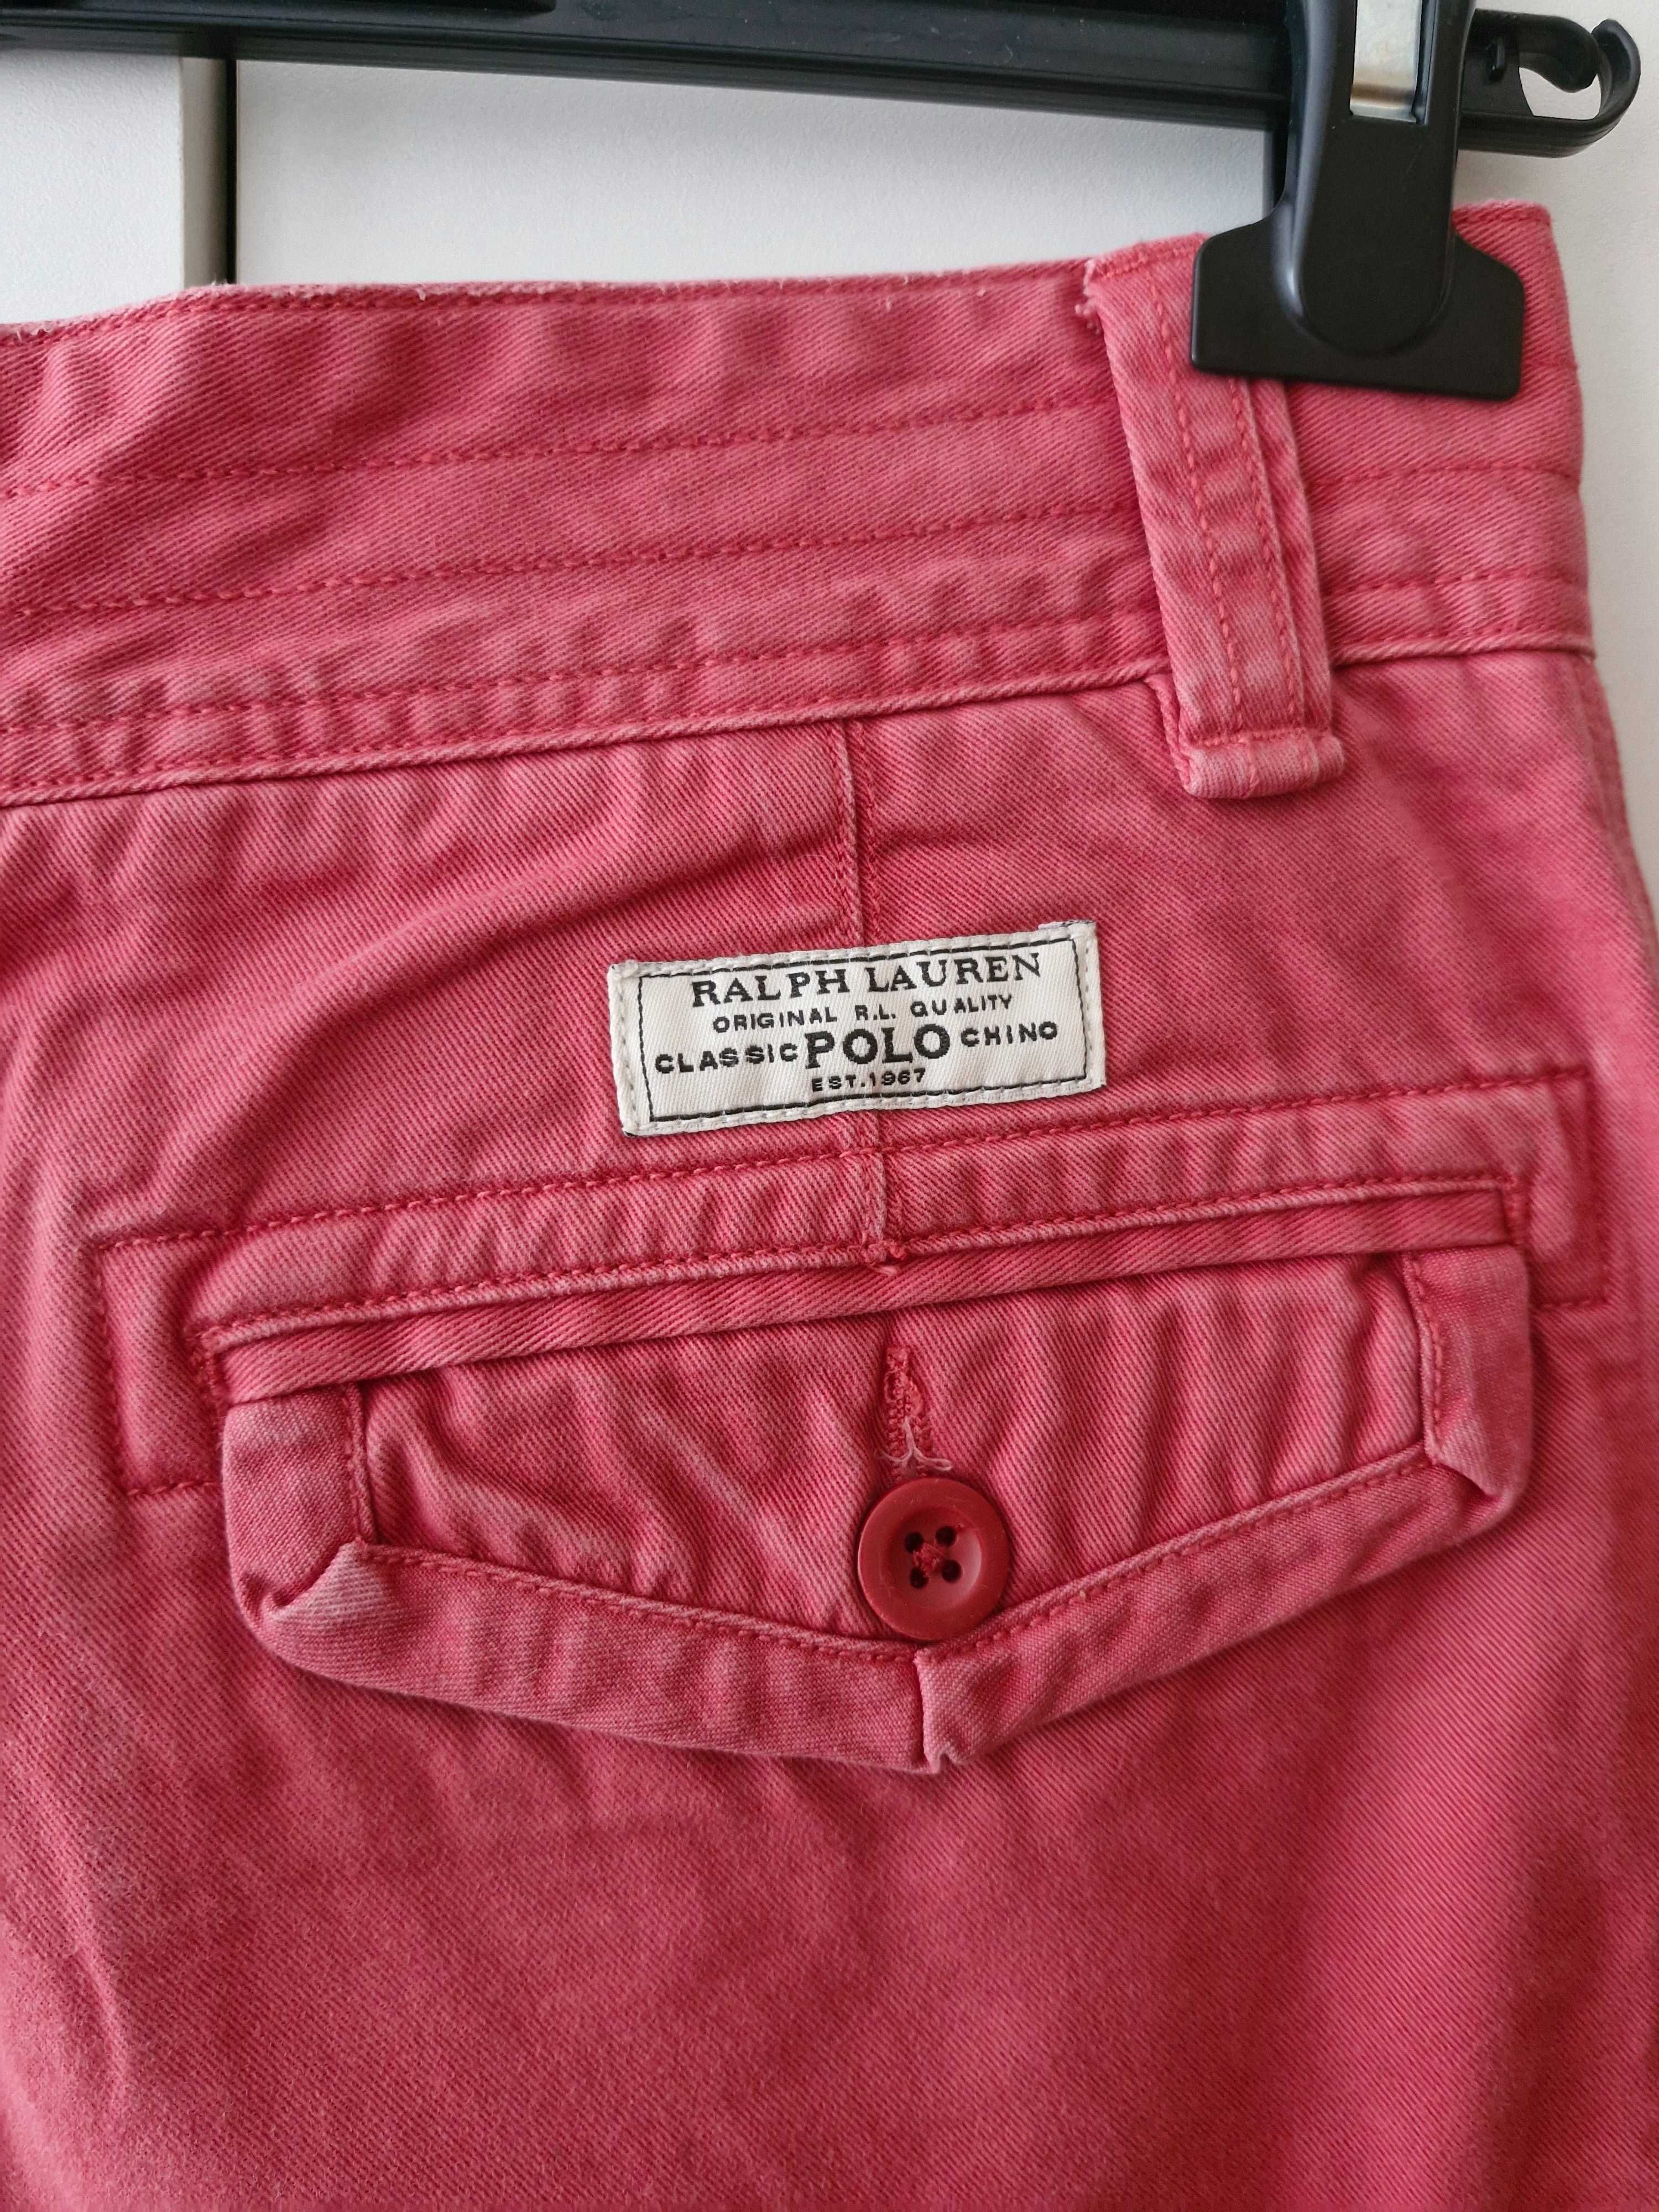 RALPH LAUREN
ORIGINAL R.L. QUALITY
CLASSIC POLO CHINO
EST. 1967